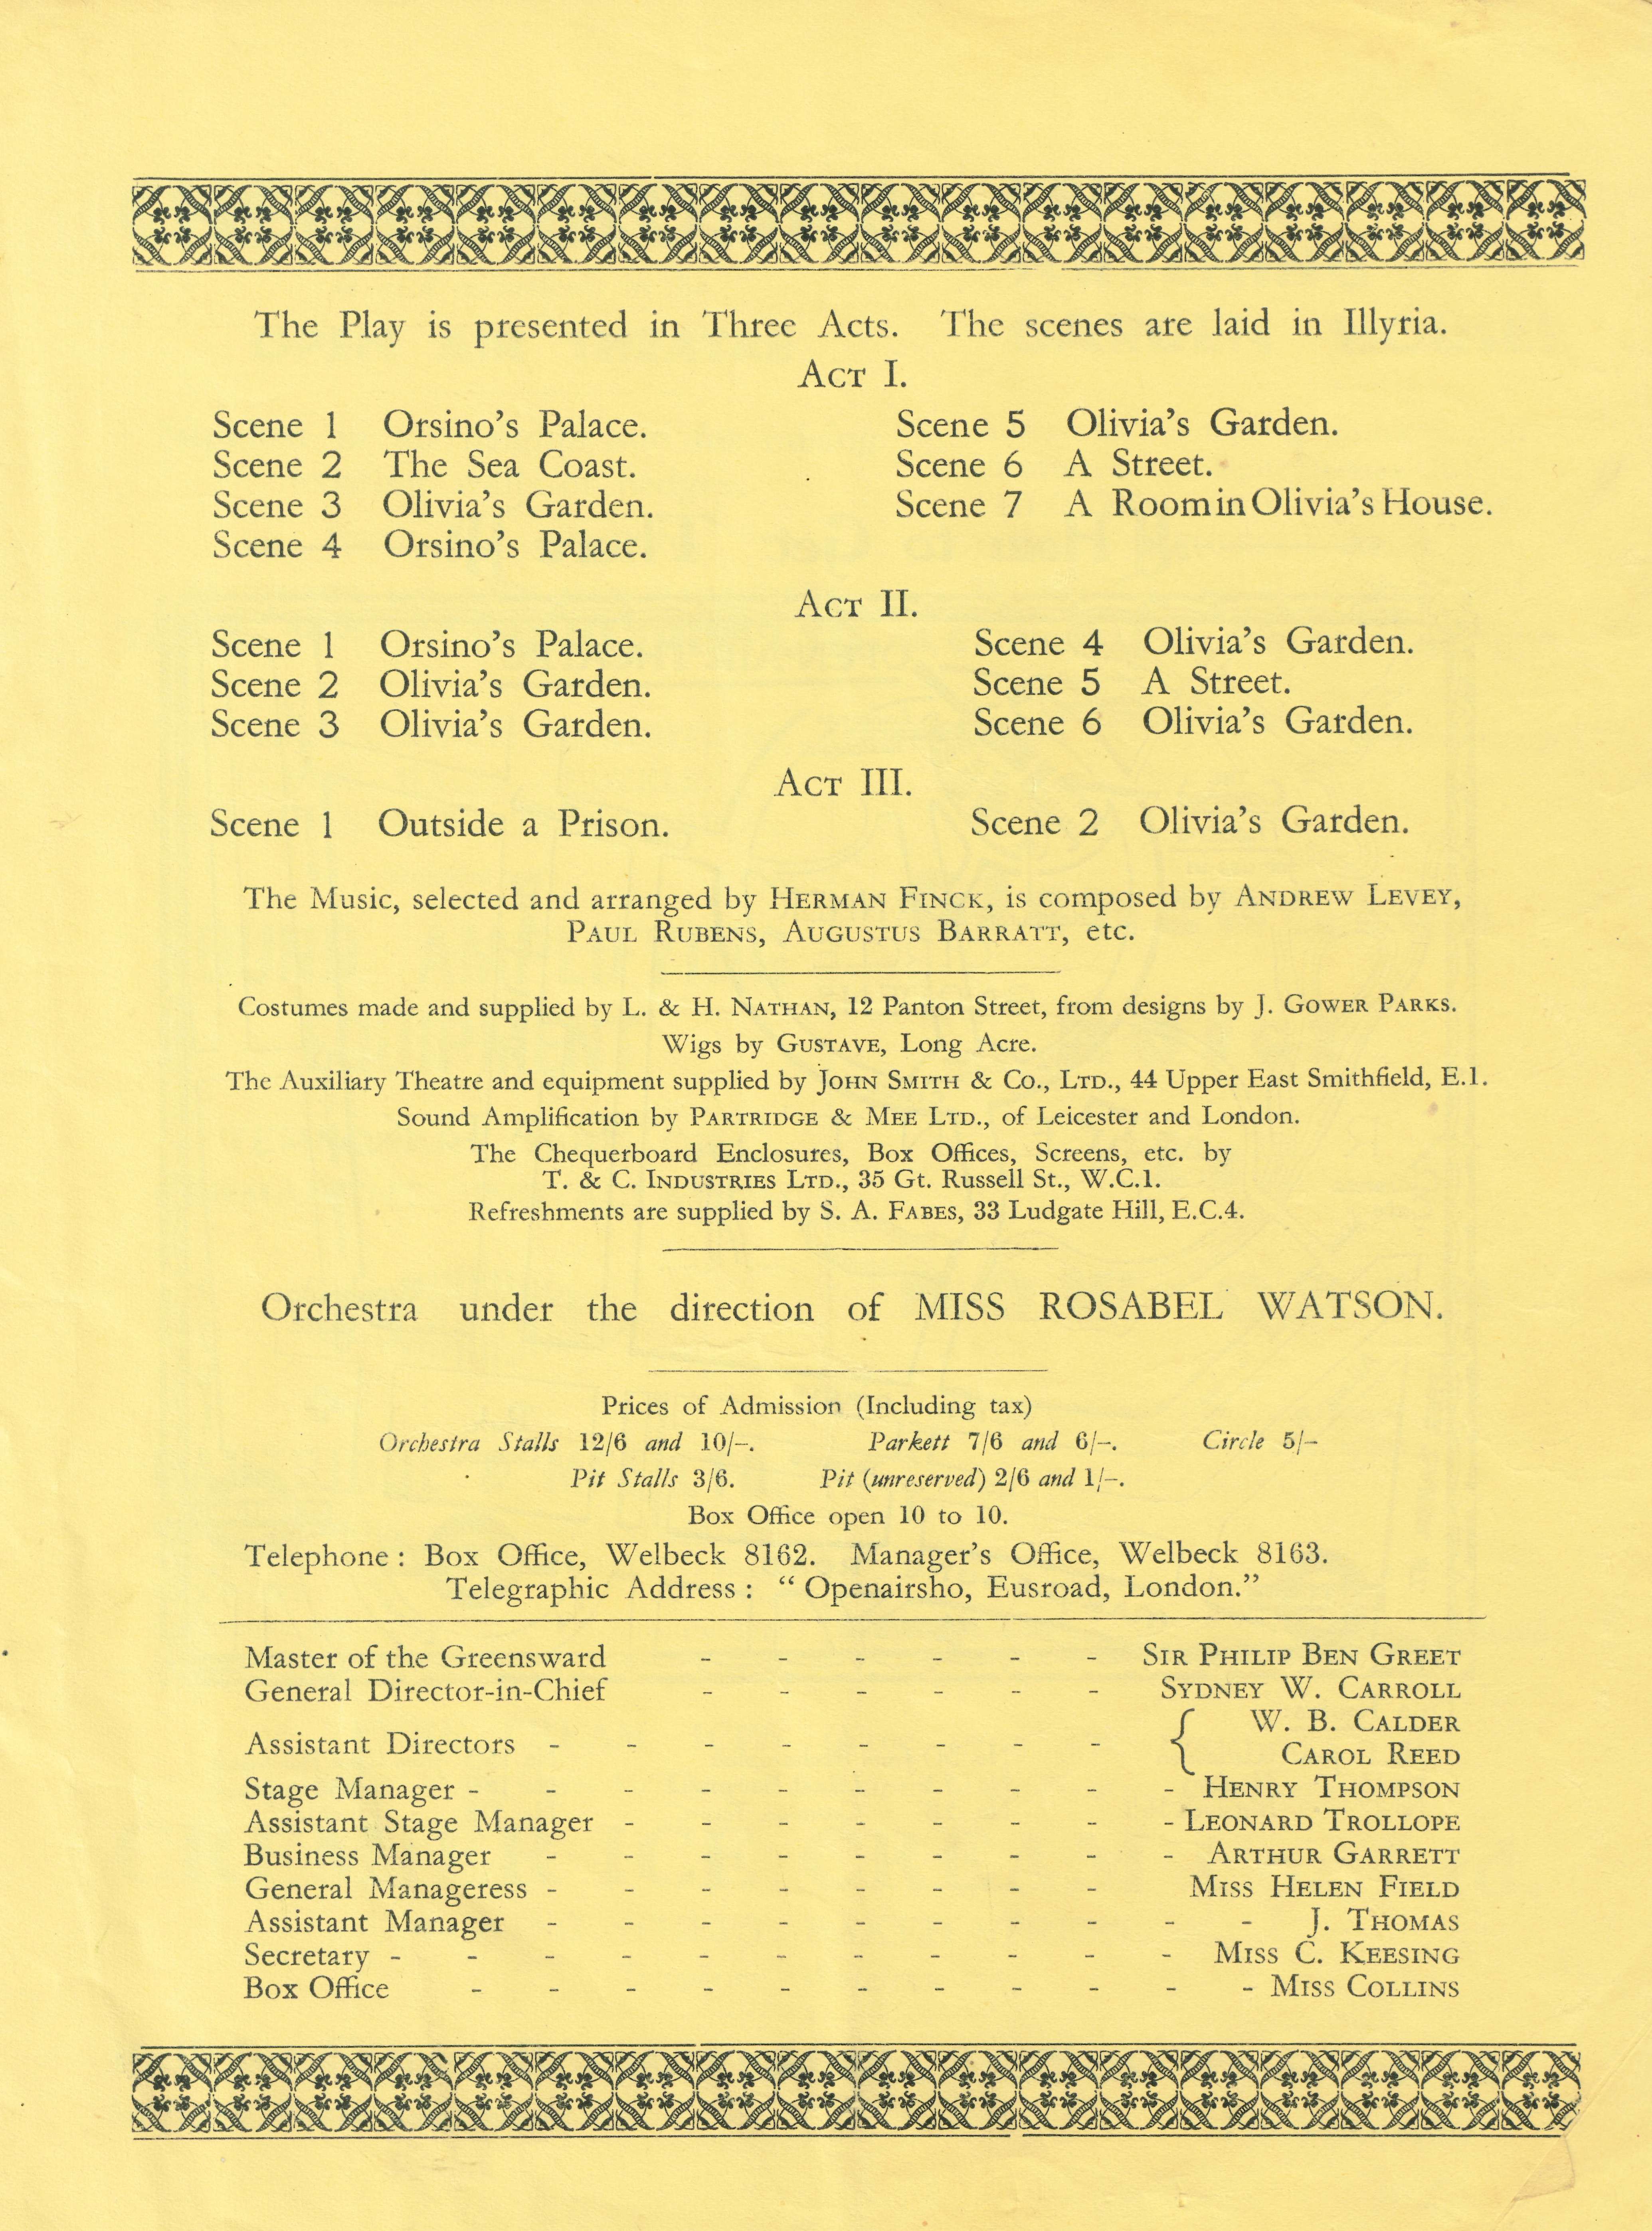 The Play is presented in Three Acts. The scenes are laid in Illyria.
ACT I.
Scene 1 Orsino's Palace.
Scene 2 The Sea Coast.
Scene 3 Olivia's Garden.
Scene 4 Orsino's Palace.
Scene 5 Olivia's Garden.
Scene 6 A Street.
Scene 7 A Room in Olivia's House.
ACT II.
Scene 1 Orsino's Palace.
Scene 2 Olivia's Garden.
Scene 3 Olivia's Garden.
Scene 4 Olivia's Garden.
Scene 5 A Street.
Scene 6 Olivia's Garden.
ACT III.
Scene 1 Outside a Prison.
Scene 2 Olivia's Garden.
The Music, selected and arranged by HERMAN FINCK, is composed by ANDREW LEVEY,
PAUL RUBENS, AUGUSTUS BARRATT, etc.
Costumes made and supplied by L. & H. NATHAN, 12 Panton Street, from designs by J. GOWER PARKS.
Wigs by GUSTAVE, Long Acre.
The Auxiliary Theatre and equipment supplied by JOHN SMITH & Co., LTD., 44 Upper East Smithfield, E.1.
Sound Amplification by PARTRIDGE & MEE LTD., of Leicester and London.
The Chequerboard Enclosures, Box Offices, Screens, etc. by
T. & C. INDUSTRIES LTD., 35 Gt. Russell St., W.C.1.
Refreshments are supplied by S. A. FABES, 33 Ludgate Hill, E.C.4.
Orchestra under the direction of MISS ROSABEL WATSON.
Prices of Admission (Including tax)
Orchestra Stalls 12/6 and 10/–. Parkett 7/6 and 6/–. Circle 5/–
Pit Stalls 3/6. Pit (unreserved) 2/6 and 1/–.
Box Office open 10 to 10.
Telephone : Box Office, Welbeck 8162. Manager's Office, Welbeck 8163.
Telegraphic Address : "Openairsho, Eusroad, London."
Master of the Greensward - - - - - - SIR PHILIP BEN GREET
General Director-in-Chief - - - - - - SYDNEY W. CARROLL
Assistant Directors - - - - - - - - { W. B. CALDER
CAROL REED
Stage Manager - - - - - - - - - - HENRY THOMPSON
Assistant Stage Manager - - - - - - - - LEONARD TROLLOPE
Business Manager - - - - - - - - - ARTHUR GARRETT
General Manageress - - - - - - - - MISS HELEN FIELD
Assistant Manager - - - - - - - - - - J. THOMAS
Secretary - - - - - - - - - - - MISS C. KEESING
Box Office - - - - - - - - - - - MISS COLLINS